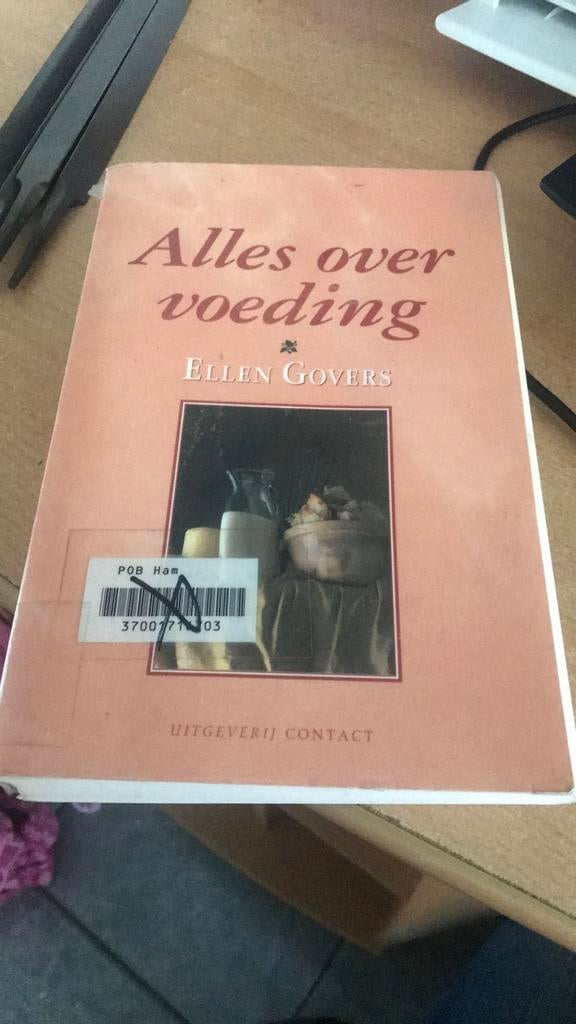 Alles over
voeding
ELLEN GOVERS
POB Ham
UITGEVERIJ CONTACT